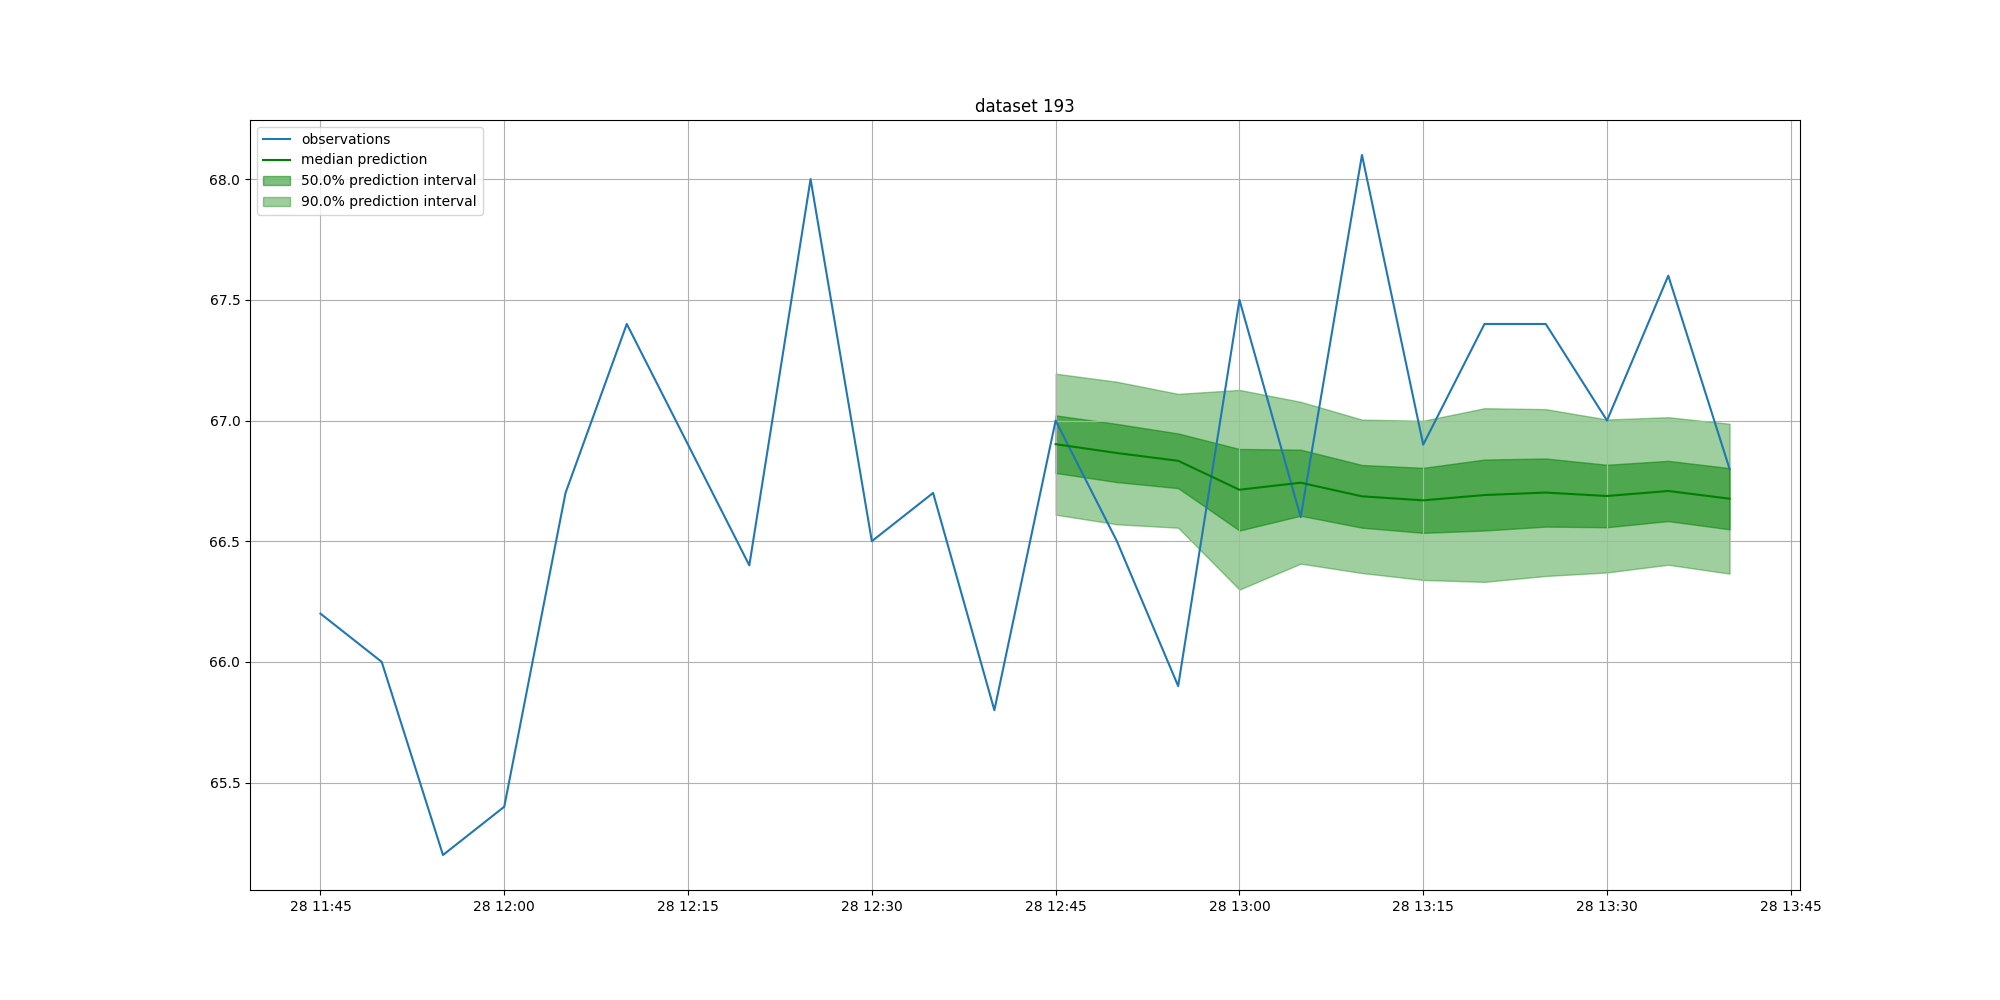 dataset 193
observations
median prediction
50.0% prediction interval
90.0% prediction interval
68.0
67.5
67.0
66.5
66.0
65.5
28 11:45 28 12:00 28 12:15 28 12:30 28 12:45 28 13:00 28 13:15 28 13:30 28 13:45